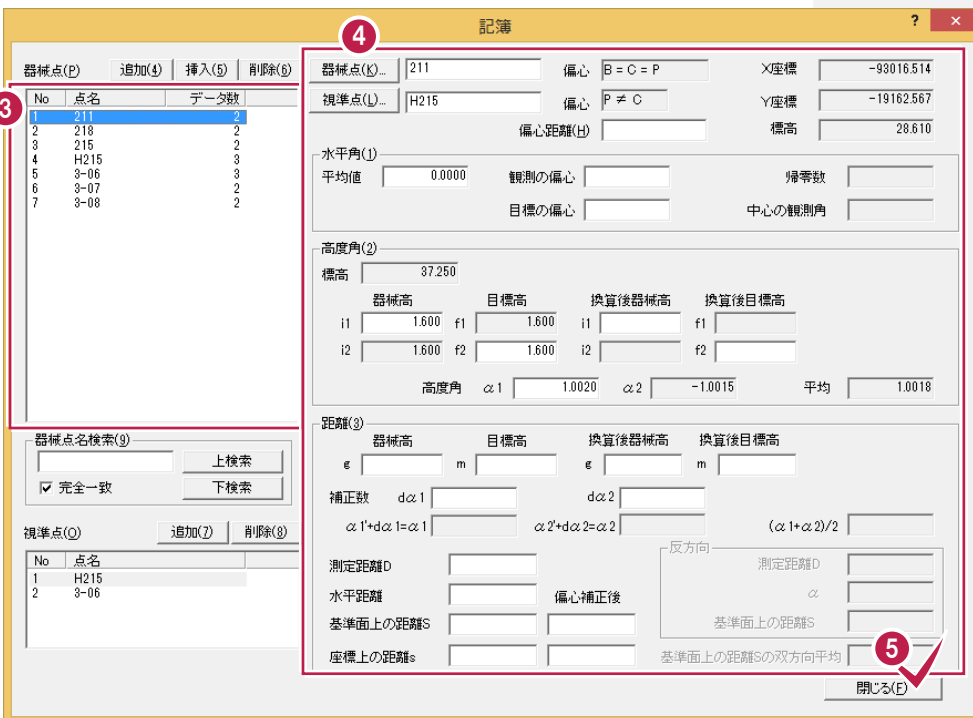 記簿
? ×
3
4
5
器械点(P) 追加(4) 挿入(5) 削除(6)
No 点名 データ数
1 211 2
2 218 2
3 215 2
4 H215 3
5 3-06 3
6 3-07 2
7 3-08 2
器械点名検索(9)
上検索
完全一致 下検索
視準点(O) 追加(7) 削除(8)
No 点名
1 H215
2 3-06
器械点(K)... 211 偏心 B = C = P X座標 -93016.514
視準点(L)... H215 偏心 P ≠ C Y座標 -19162.567
偏心距離(H) 標高 28.610
水平角(1)
平均値 0.0000 観測の偏心 帰零数
目標の偏心 中心の観測角
高度角(2)
標高 37.250
器械高 目標高 換算後器械高 換算後目標高
i1 1.600 f1 1.600 i1 f1
i2 1.600 f2 1.600 i2 f2
高度角 α1 1.0020 α2 -1.0015 平均 1.0018
距離(3)
器械高 目標高 換算後器械高 換算後目標高
g m g m
補正数 dα1 dα2
α1'+dα1=α1 α2'+dα2=α2 (α1+α2)/2
測定距離D
水平距離 偏心補正後
基準面上の距離S
座標上の距離s
反方向
測定距離D
α
基準面上の距離S
基準面上の距離Sの双方向平均
閉じる(F)